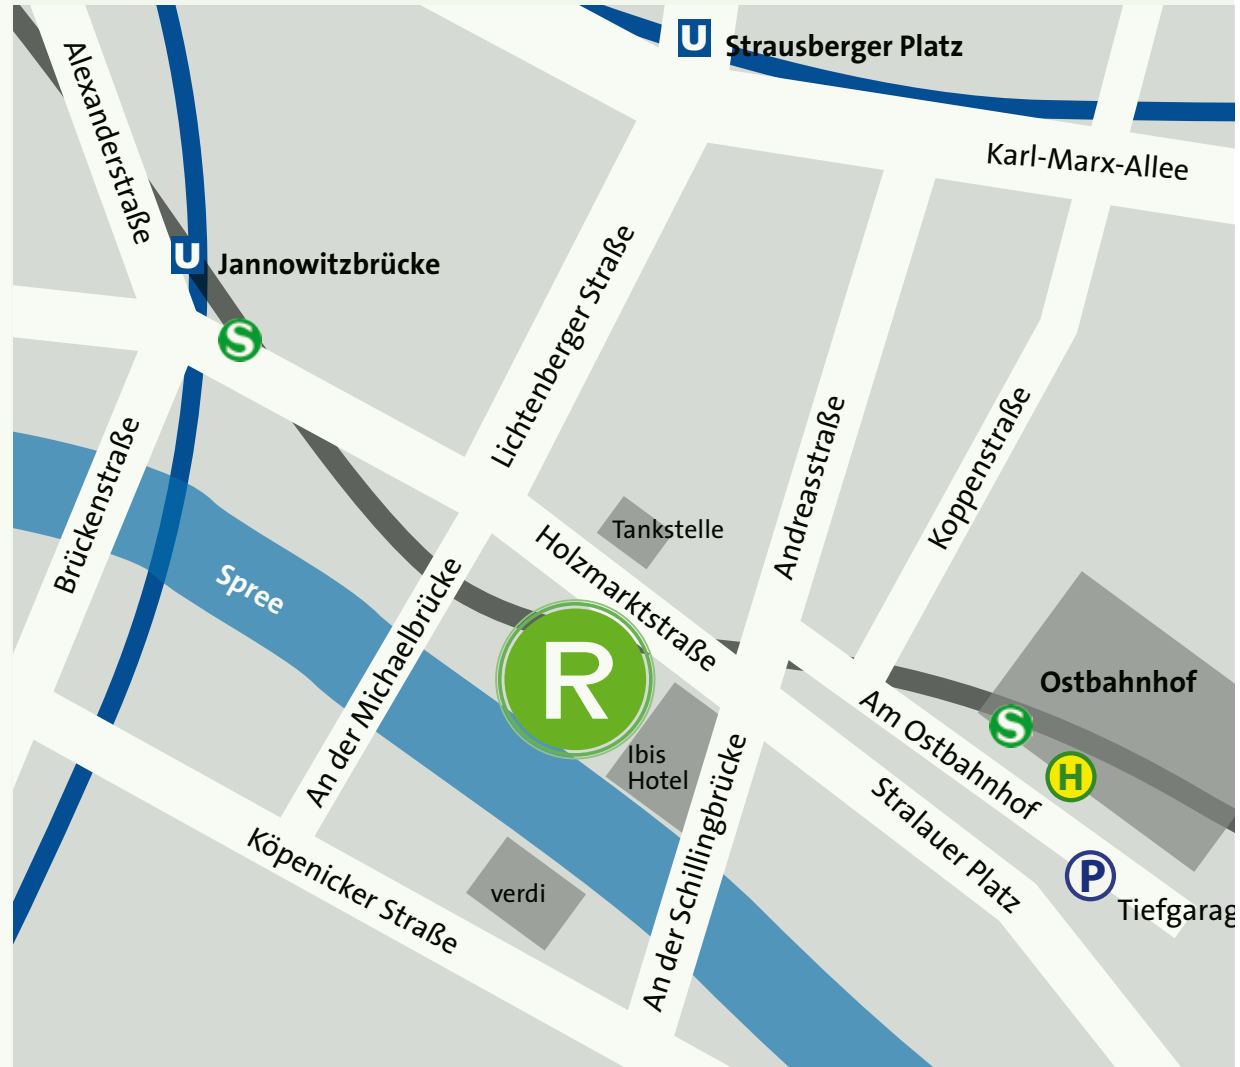 U Strausberger Platz
Alexanderstraße
Karl-Marx-Allee
U Jannowitzbrücke
S
Lichtenberger Straße
Andreasstraße
Koppenstraße
Brückenstraße
Tankstelle
Holzmarktstraße
Spree
An der Michaelbrücke
R
Ostbahnhof
S
H
Am Ostbahnhof
Ibis
Hotel
An der Schillingbrücke
Stralauer Platz
Köpenicker Straße
verdi
P
Tiefgarag